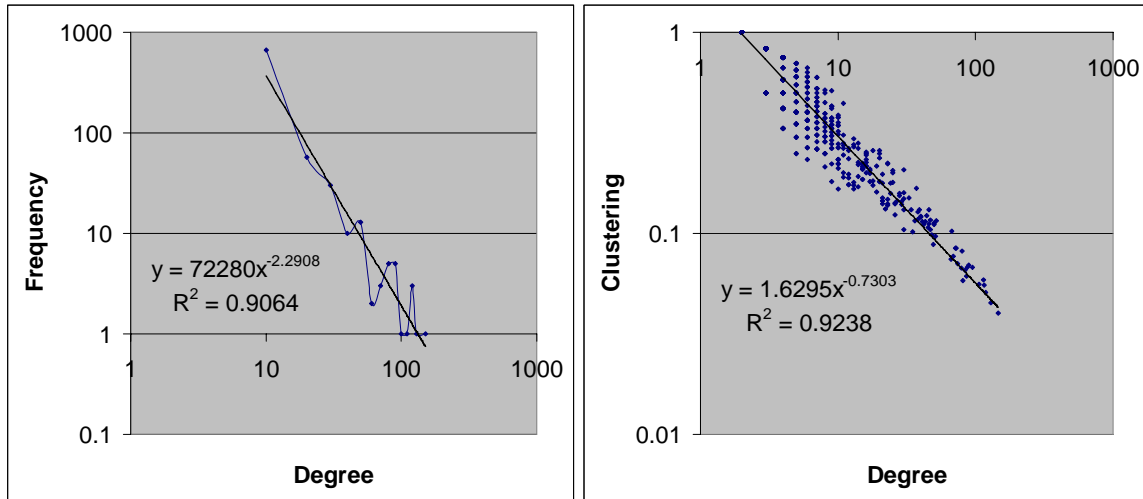 1000
100
10
1
0.1
1
10
100
1000
Frequency
Degree
y = 72280x^-2.2908
R^2 = 0.9064
1
0.1
0.01
1
10
100
1000
Clustering
Degree
y = 1.6295x^-0.7303
R^2 = 0.9238